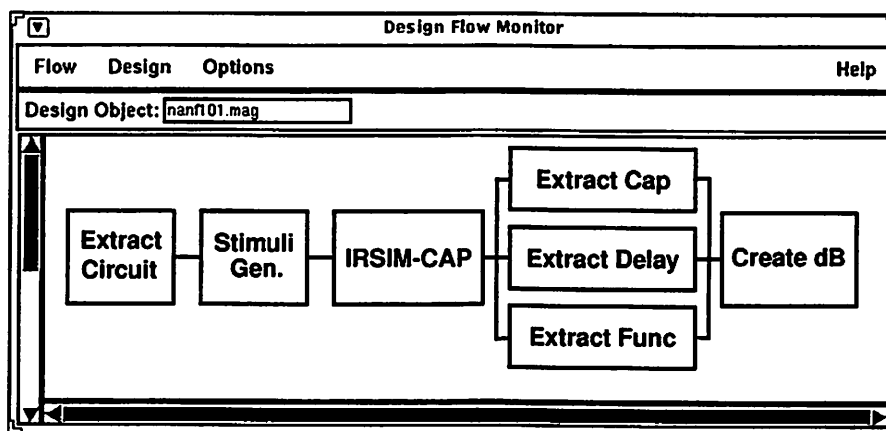 Design Flow Monitor
Flow Design Options Help
Design Object: nanf101.mag
Extract Circuit
Stimuli Gen.
IRSIM-CAP
Extract Cap
Extract Delay
Extract Func
Create dB